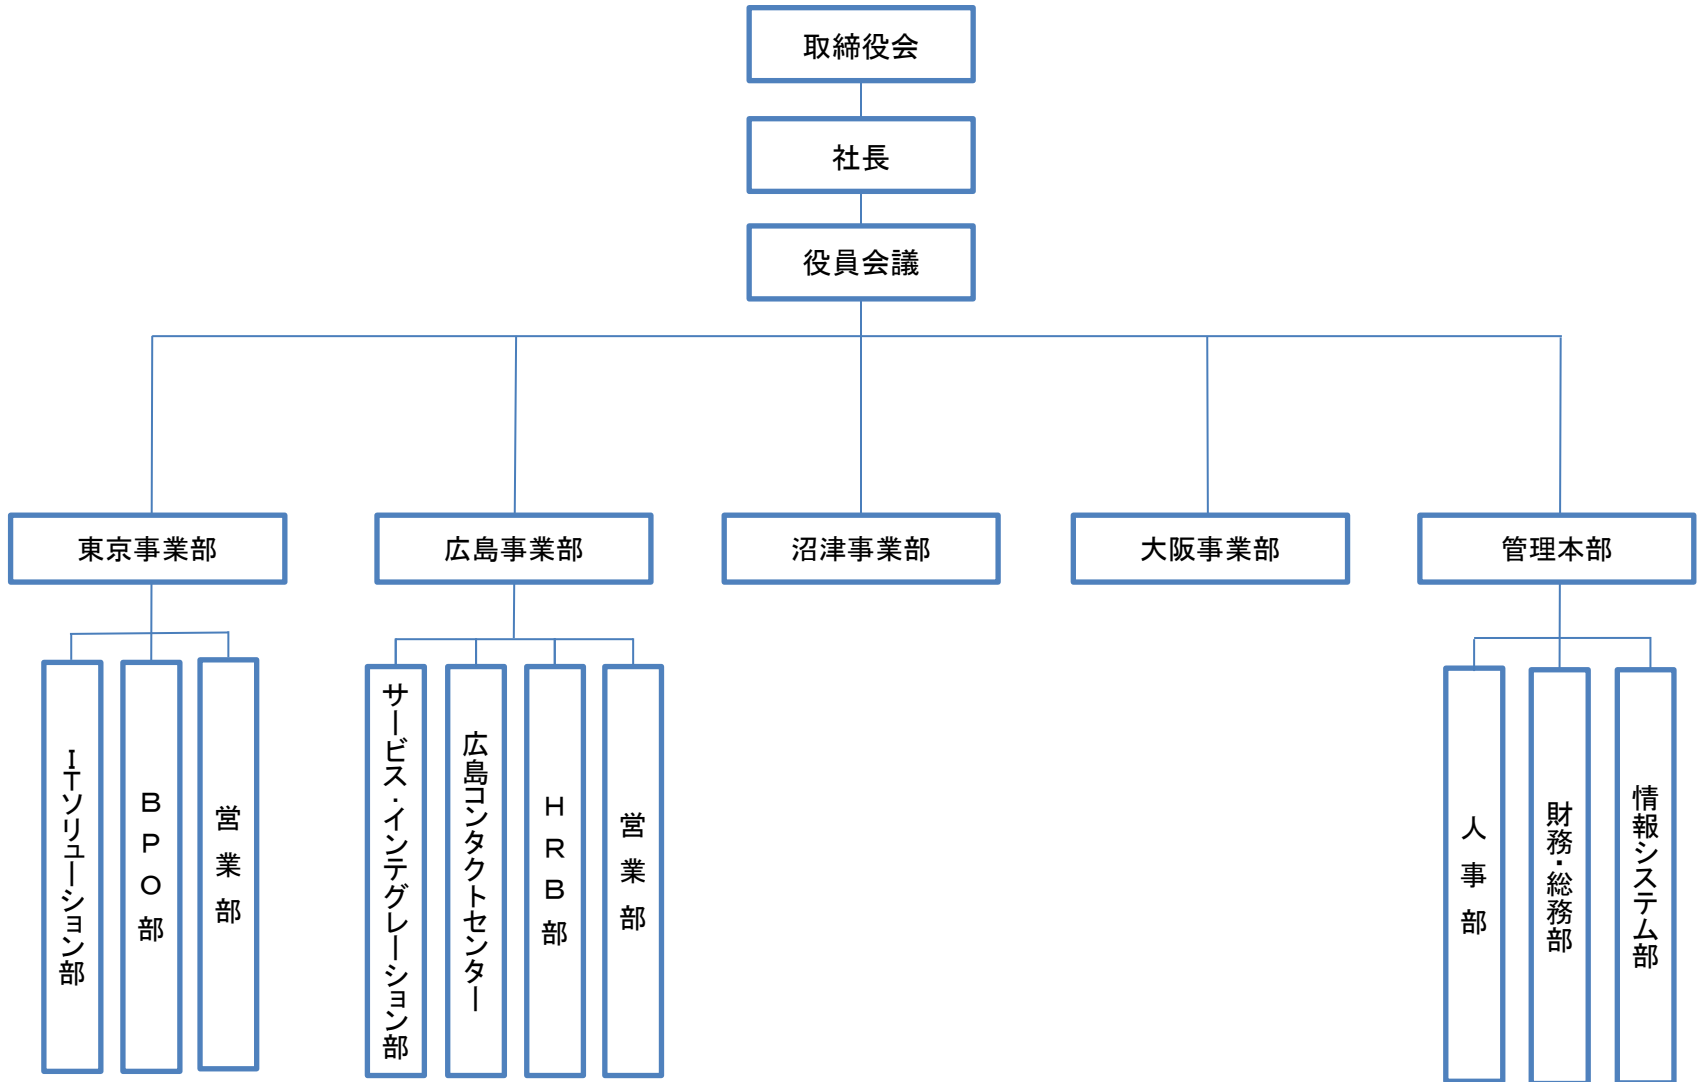 取締役会
社長
役員会議
東京事業部
広島事業部
沼津事業部
大阪事業部
管理本部
ITソリューション部
BPO部
営業部
サービス・インテグレーション部
広島コンタクトセンター
HRB部
営業部
人事部
財務・総務部
情報システム部